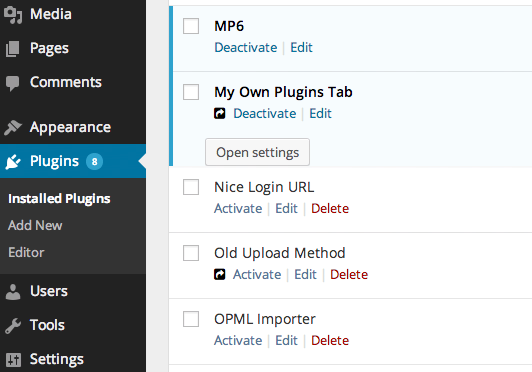 Media
Pages
Comments
Appearance
Plugins 8
Installed Plugins
Add New
Editor
Users
Tools
Settings
MP6
Deactivate | Edit
My Own Plugins Tab
Deactivate | Edit
Open settings
Nice Login URL
Activate | Edit | Delete
Old Upload Method
Activate | Edit | Delete
OPML Importer
Activate | Edit | Delete